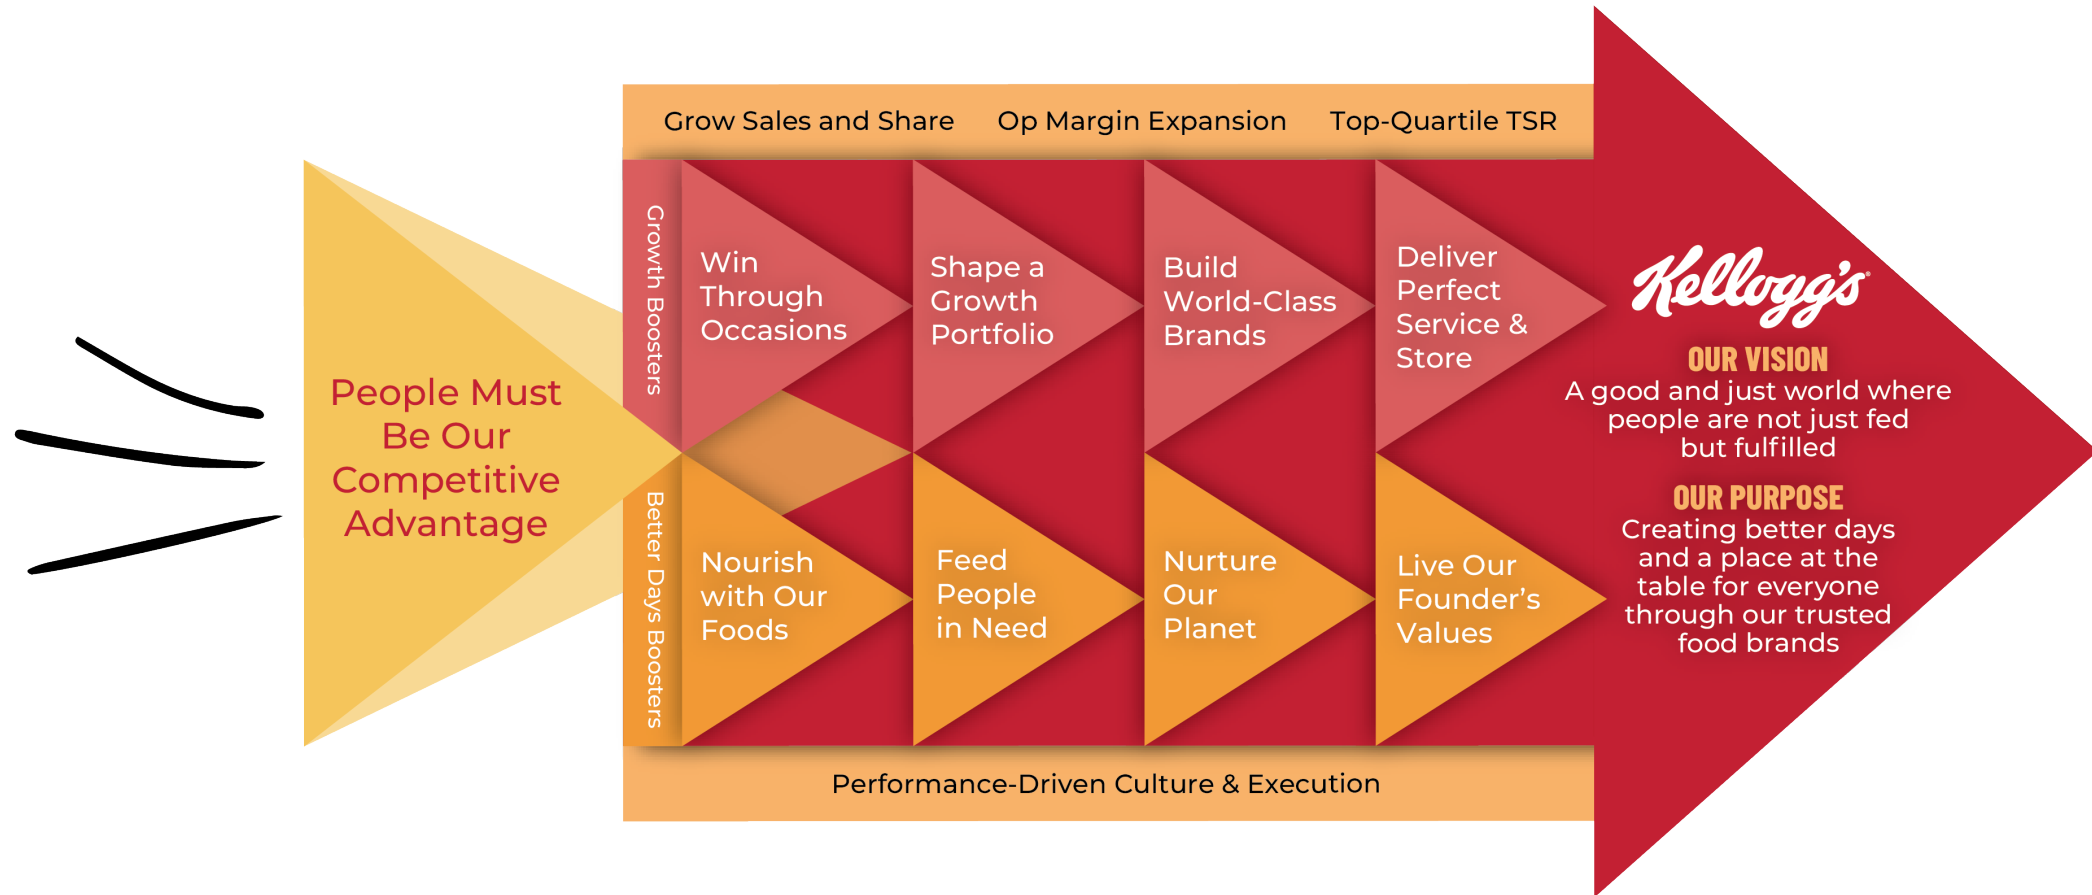 Grow Sales and Share
Op Margin Expansion
Top-Quartile TSR
People Must
Be Our
Competitive
Advantage
Growth Boosters
Win
Through
Occasions
Shape a
Growth
Portfolio
Build
World-Class
Brands
Deliver
Perfect
Service &
Store
Better Days Boosters
Nourish
with Our
Foods
Feed
People
in Need
Nurture
Our
Planet
Live Our
Founder’s
Values
Performance-Driven Culture & Execution
Kellogg's®
OUR VISION
A good and just world where
people are not just fed
but fulfilled
OUR PURPOSE
Creating better days
and a place at the
table for everyone
through our trusted
food brands